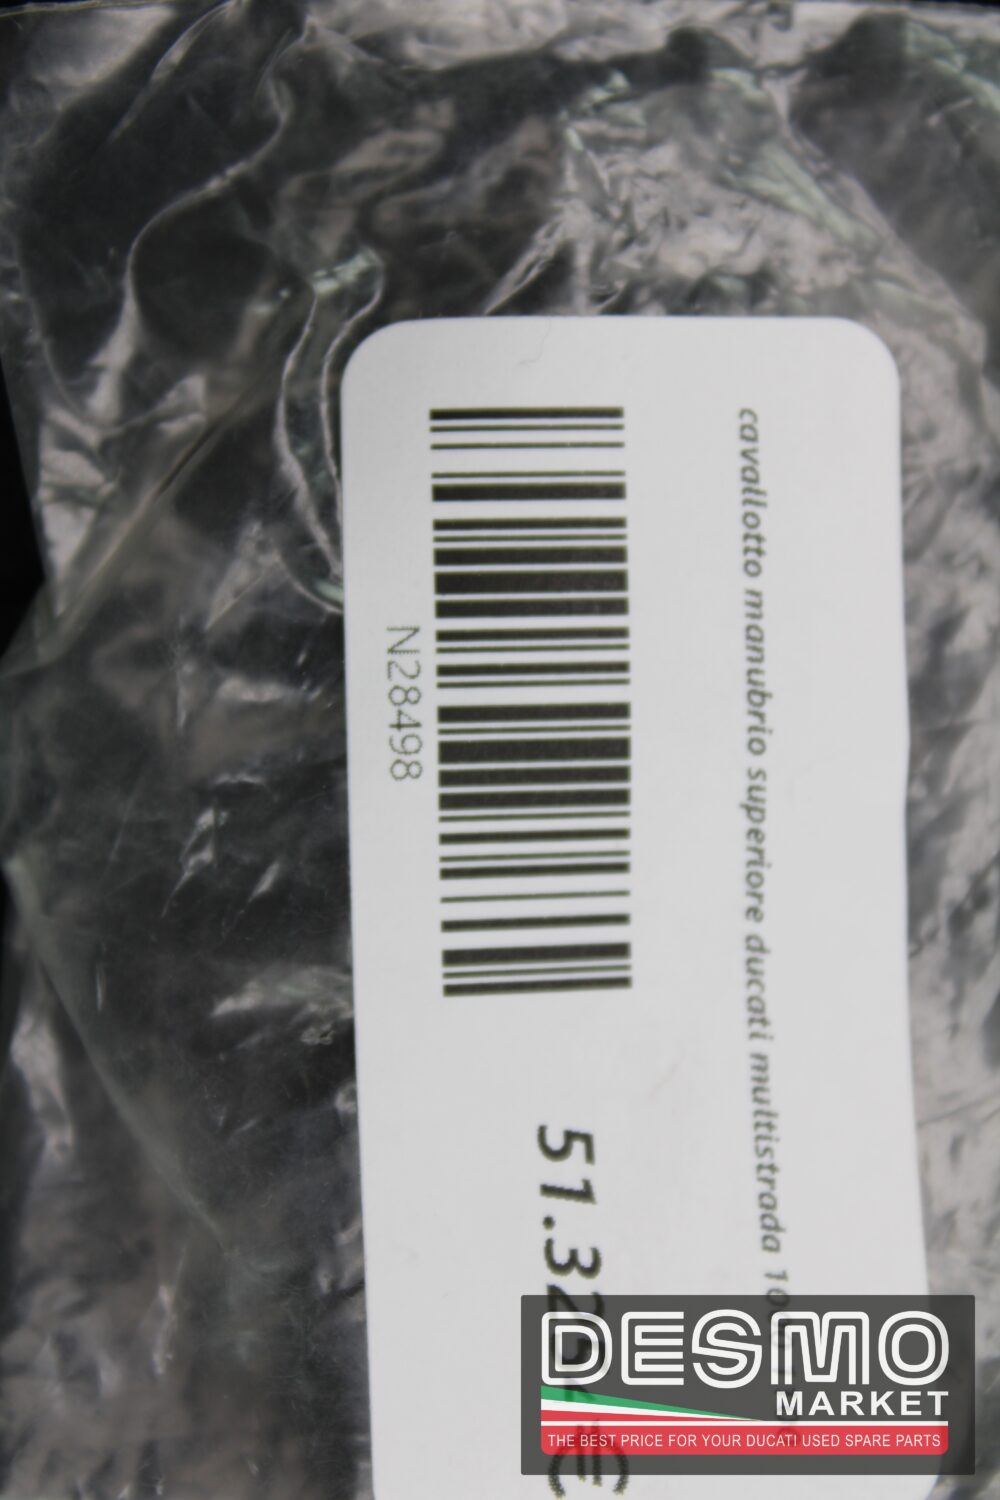 cavallotto manubrio superiore ducati multistrada
N28498
DESMO
MARKET
THE BEST PRICE FOR YOUR DUCATI USED SPARE PARTS